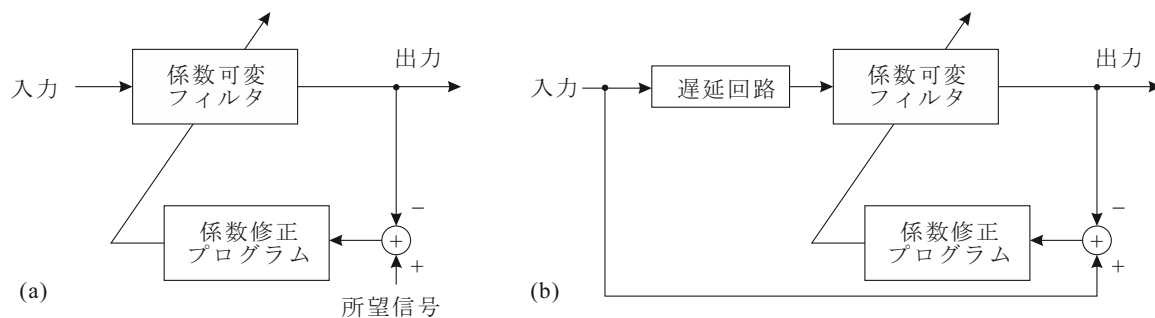 入力
係数可変
フィルタ
出力
係数修正
プログラム
−
+
+
所望信号
(a)
入力
遅延回路
係数可変
フィルタ
出力
係数修正
プログラム
−
+
+
(b)